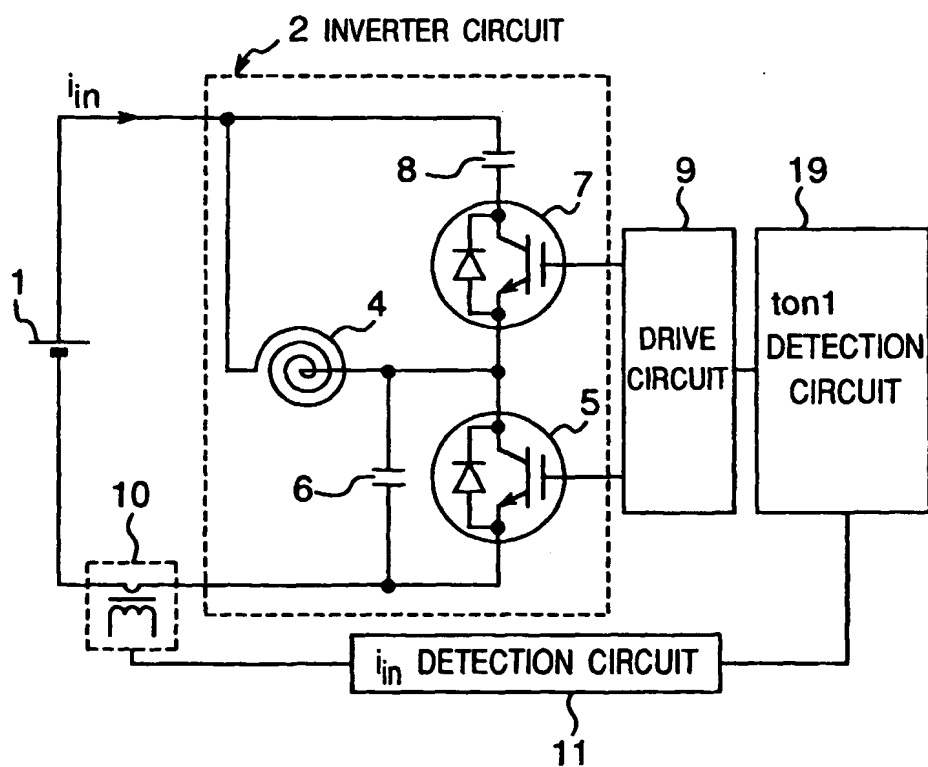 2 INVERTER CIRCUIT
iin
8
7
9
19
1
4
ton1
DETECTION
CIRCUIT
DRIVE
CIRCUIT
5
6
10
iin DETECTION CIRCUIT
11